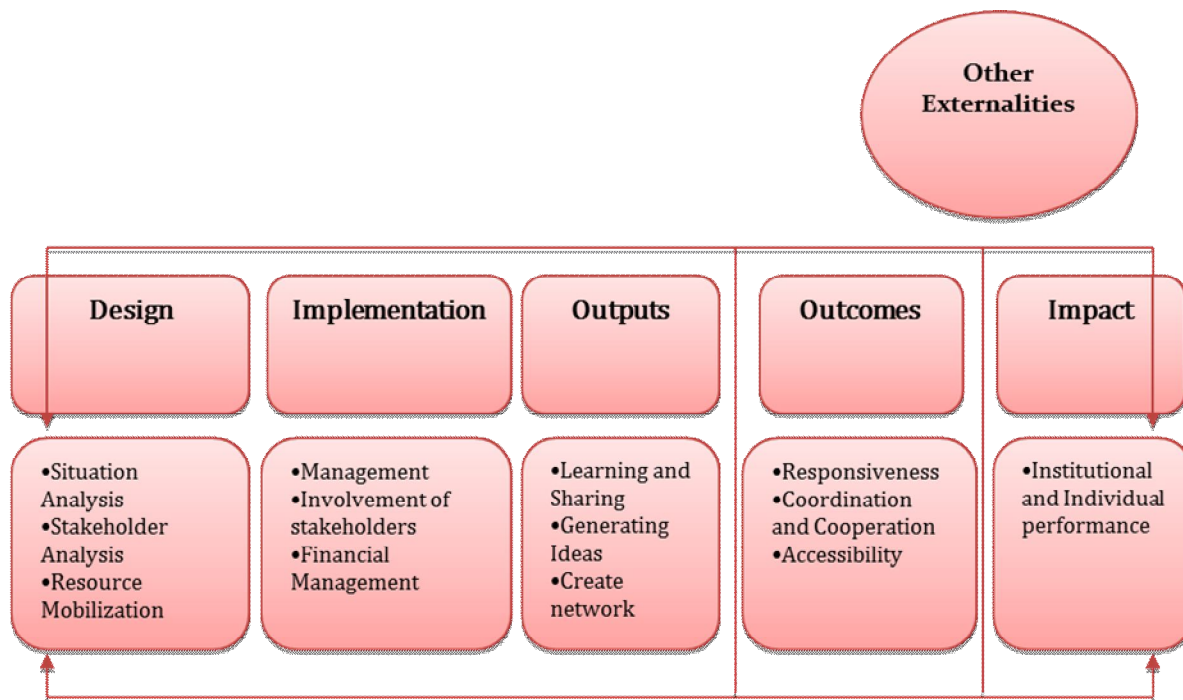 Other
Externalities
Design
Implementation
Outputs
Outcomes
Impact
•Situation
Analysis
•Stakeholder
Analysis
•Resource
Mobilization
•Management
•Involvement of
stakeholders
•Financial
Management
•Learning and
Sharing
•Generating
Ideas
•Create
network
•Responsiveness
•Coordination
and Cooperation
•Accessibility
•Institutional
and Individual
performance